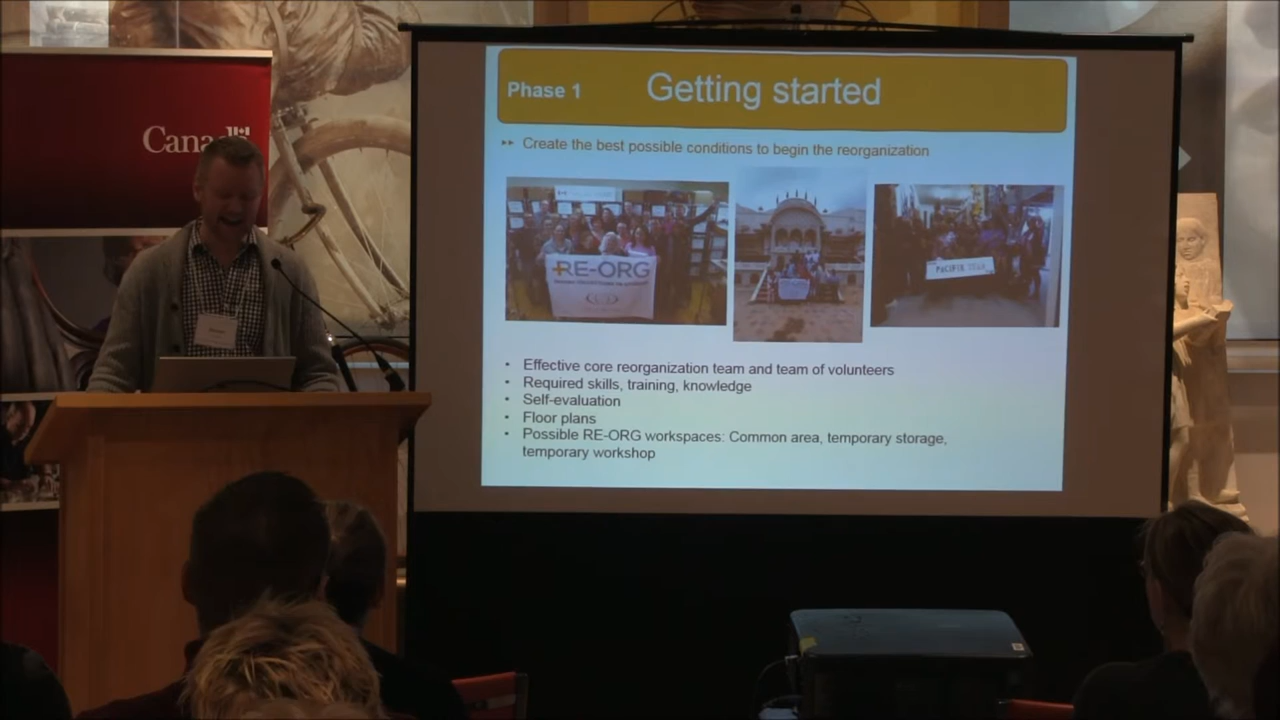 Canada
Phase 1
Getting started
Create the best possible conditions to begin the reorganization
RE-ORG
PACIFIC
• Effective core reorganization team and team of volunteers
• Required skills, training, knowledge
• Self-evaluation
• Floor plans
• Possible RE-ORG workspaces: Common area, temporary storage,
temporary workshop